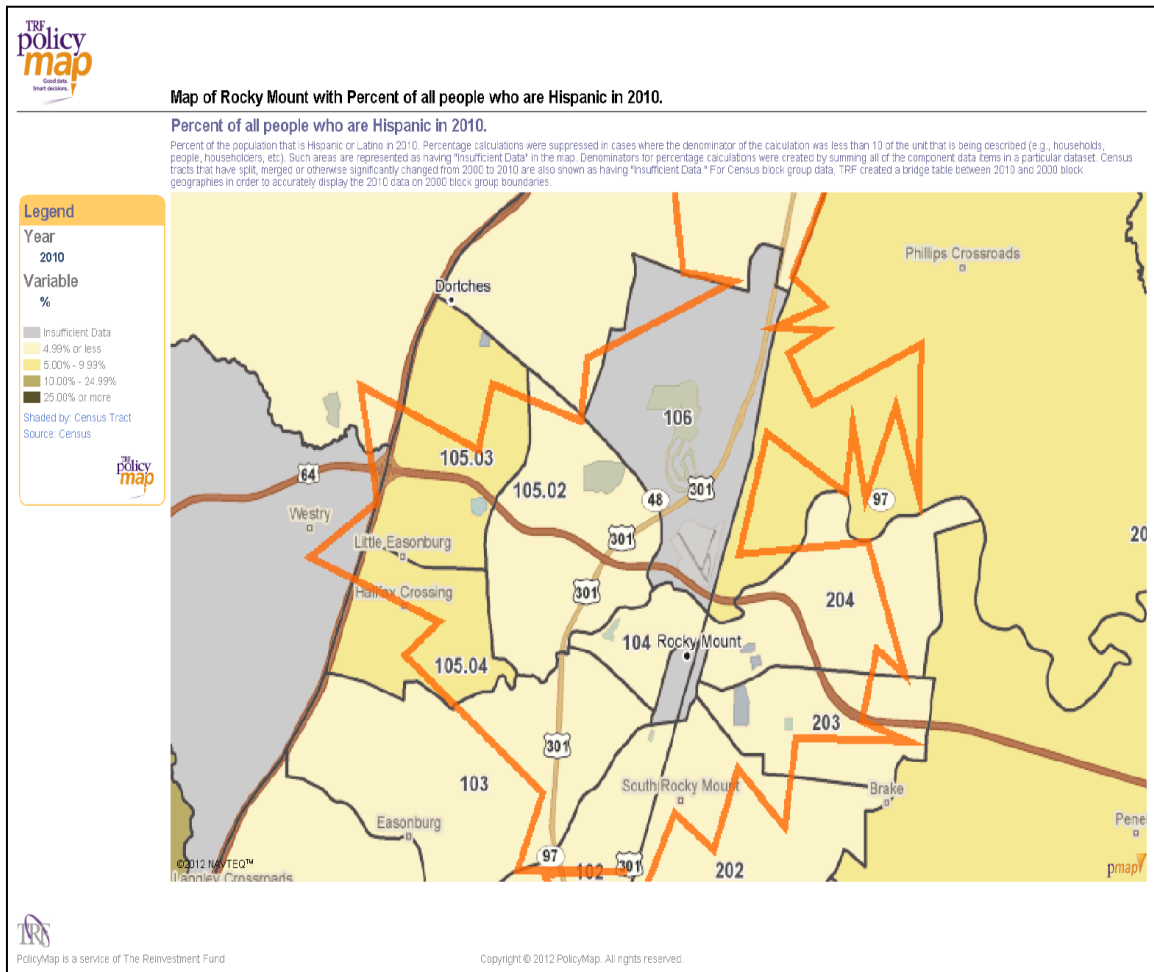 TRF
policy
map
Good data.
Smart decisions.
Map of Rocky Mount with Percent of all people who are Hispanic in 2010.
Percent of all people who are Hispanic in 2010.
Percent of the population that is Hispanic or Latino in 2010. Percentage calculations were suppressed in cases where the denominator of the calculation was less than 10 of the unit that is being described (e.g., households,
people, householders, etc). Such areas are represented as having "Insufficient Data" in the map. Denominators for percentage calculations were created by summing all of the component data items in a particular dataset. Census
tracts that have split, merged or otherwise significantly changed from 2000 to 2010 are also shown as having "Insufficient Data." For Census block group data, TRF created a bridge table between 2010 and 2000 block
geographies in order to accurately display the 2010 data on 2000 block group boundaries.
Legend
Year
2010
Variable
%
Insufficient Data
4.99% or less
5.00% - 9.99%
10.00% - 24.99%
25.00% or more
Shaded by: Census Tract
Source: Census
TRF
policy
map
Phillips Crossroads
Dortches
106
105.03
64
105.02
48
301
97
Westry
301
20
Little Easonburg
301
Halfax Crossing
204
104
Rocky Mount
105.04
203
301
103
South Rocky Mount
Brake
Easonburg
Pene
97
301
©2012 NAVTEQ™
102
202
pmap
Langley Crossroads
TRF
PolicyMap is a service of The Reinvestment Fund
Copyright © 2012 PolicyMap. All rights reserved.